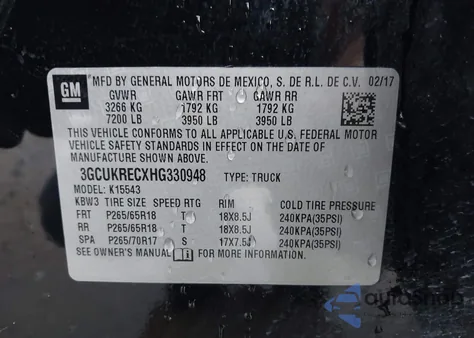 GM MFD BY GENERAL MOTORS DE MEXICO, S. DE R.L. DE C.V. 02/17
GVWR GAWR FRT GAWR RR
3266 KG 1792 KG 1792 KG
7200 LB 3950 LB 3950 LB
THIS VEHICLE CONFORMS TO ALL APPLICABLE U.S. FEDERAL MOTOR
VEHICLE SAFETY STANDARDS IN EFFECT ON THE DATE OF
MANUFACTURE SHOWN ABOVE.
3GCUKRECXHG330948 TYPE: TRUCK
MODEL: K15543
KBW3 TIRE SIZE SPEED RTG RIM COLD TIRE PRESSURE
FRT P265/65R18 T 18X8.5J 240KPA(35PSI)
RR P265/65R18 T 18X8.5J 240KPA(35PSI)
SPA P265/70R17 S 17X7.5J 240KPA(35PSI)
SEE OWNER'S MANUAL FOR MORE INFORMATION.
autoshop